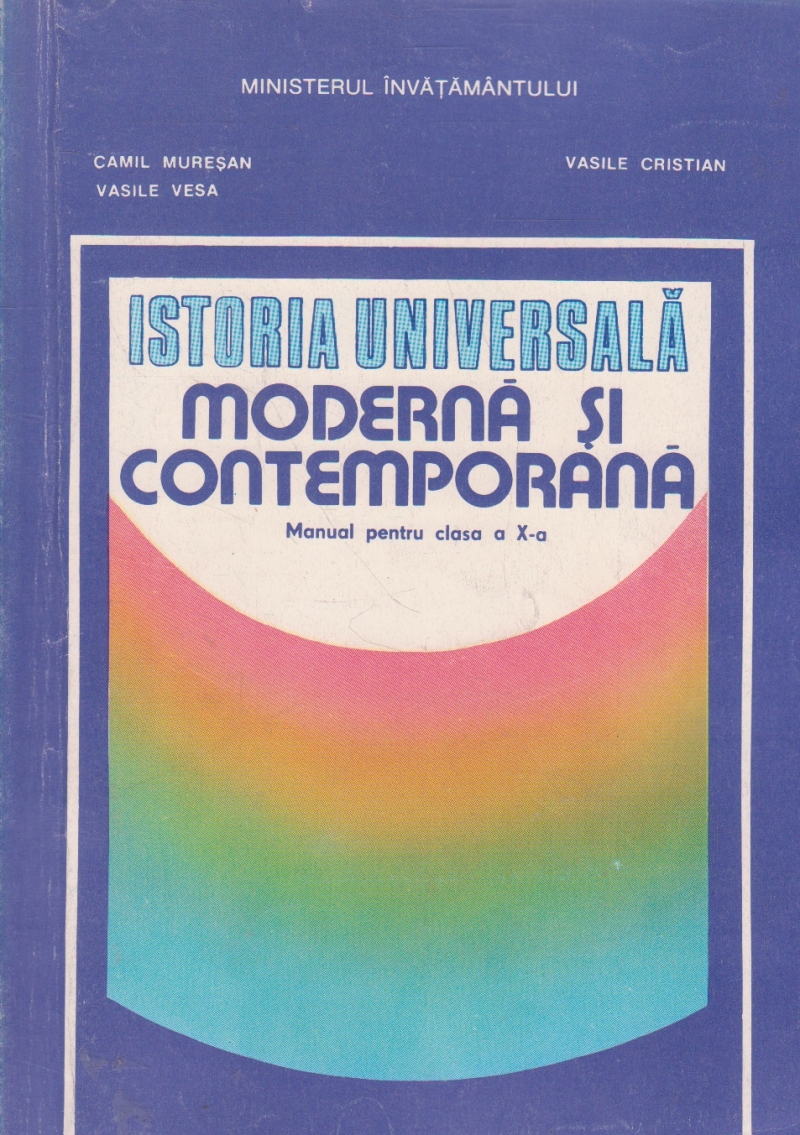 MINISTERUL ÎNVĂȚĂMÂNTULUI
CAMIL MUREȘAN
VASILE CRISTIAN
VASILE VESA
ISTORIA UNIVERSALĂ
MODERNĂ ȘI
CONTEMPORANĂ
Manual pentru clasa a X-a